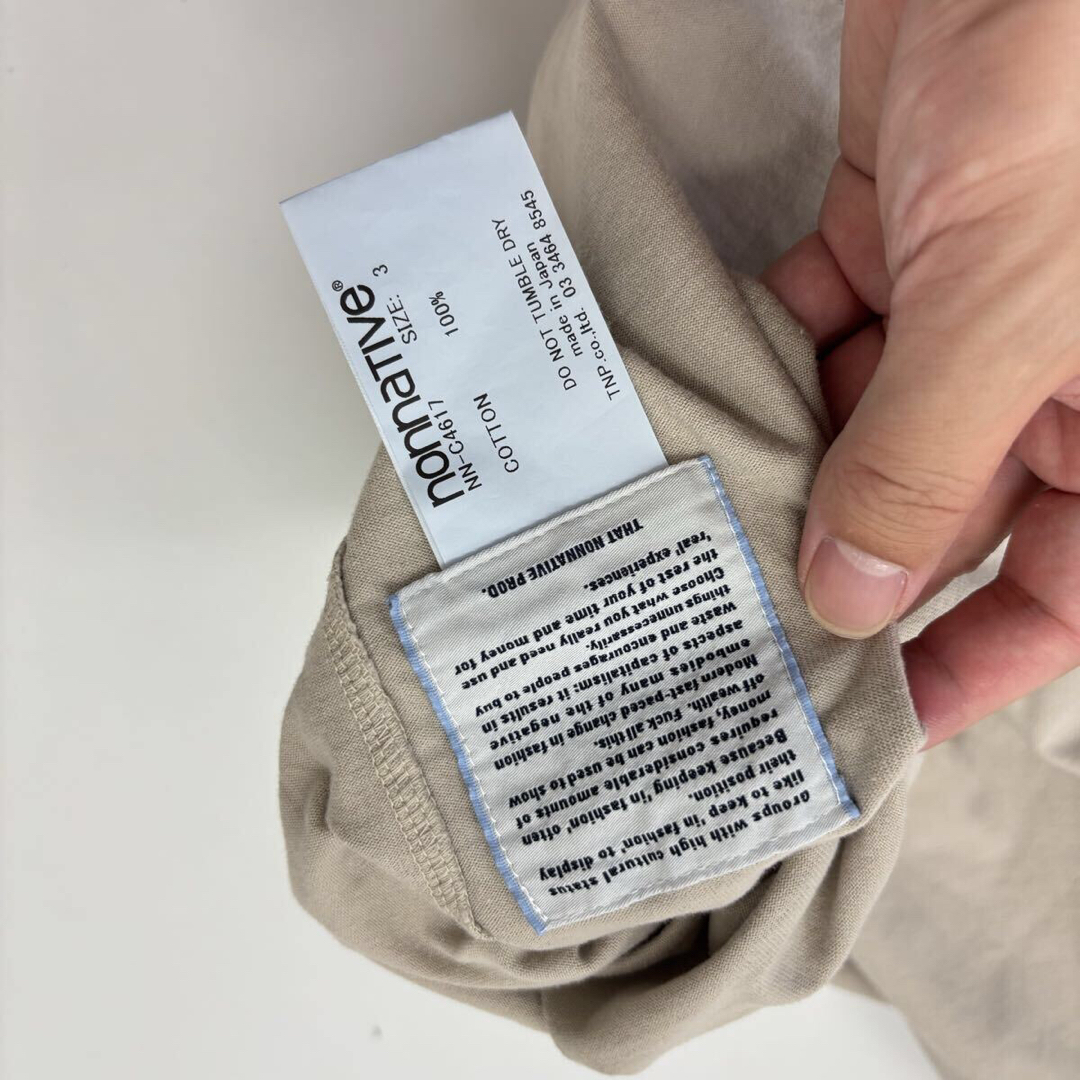 nonnaTIve®
NN-C4617 SIZE: 3
COTTON 100%
DO NOT TUMBLE DRY
made in Japan
TNP.co.,ltd. 03 3464 8545
Groups with high cultural status
like to keep 'in fashion' to display
their position.
Because keeping 'in fashion' often
requires considerable amounts of
money, fashion can be used to show
off wealth. Fuck all this.
Modern fast-paced change in fashion
embodies many of the negative
aspects of capitalism: it results in
waste and encourages people to buy
things unnecessarily.
Choose what you really need and use
the rest of your time and money for
'real' experiences.
THAT NONNATIVE PROD.